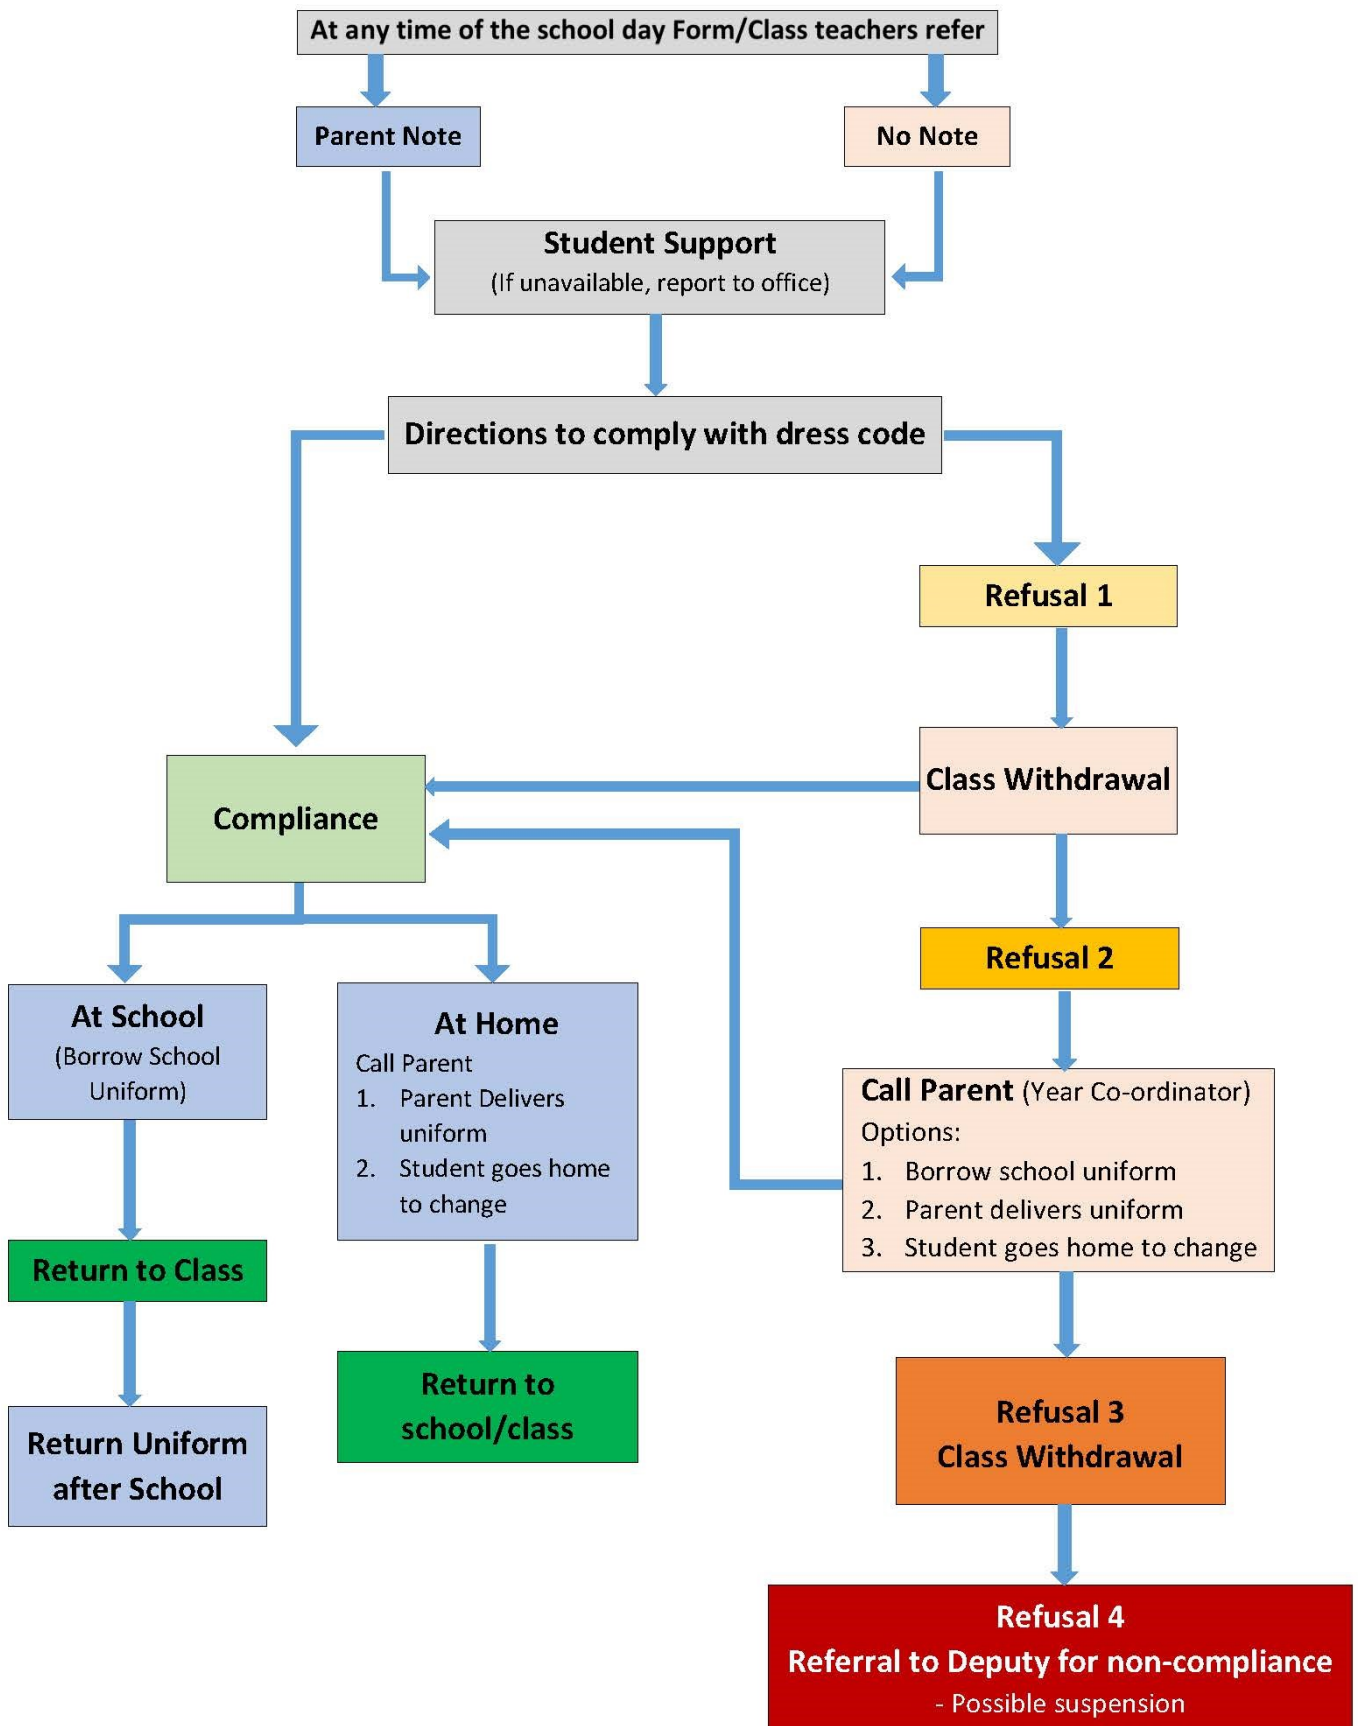 At any time of the school day Form/Class teachers refer
Parent Note
No Note
Student Support
(If unavailable, report to office)
Directions to comply with dress code
Refusal 1
Class Withdrawal
Compliance
Refusal 2
At School
(Borrow School
Uniform)
At Home
Call Parent
1. Parent Delivers
uniform
2. Student goes home
to change
Call Parent (Year Co-ordinator)
Options:
1. Borrow school uniform
2. Parent delivers uniform
3. Student goes home to change
Return to Class
Return to
school/class
Return Uniform
after School
Refusal 3
Class Withdrawal
Refusal 4
Referral to Deputy for non-compliance
- Possible suspension